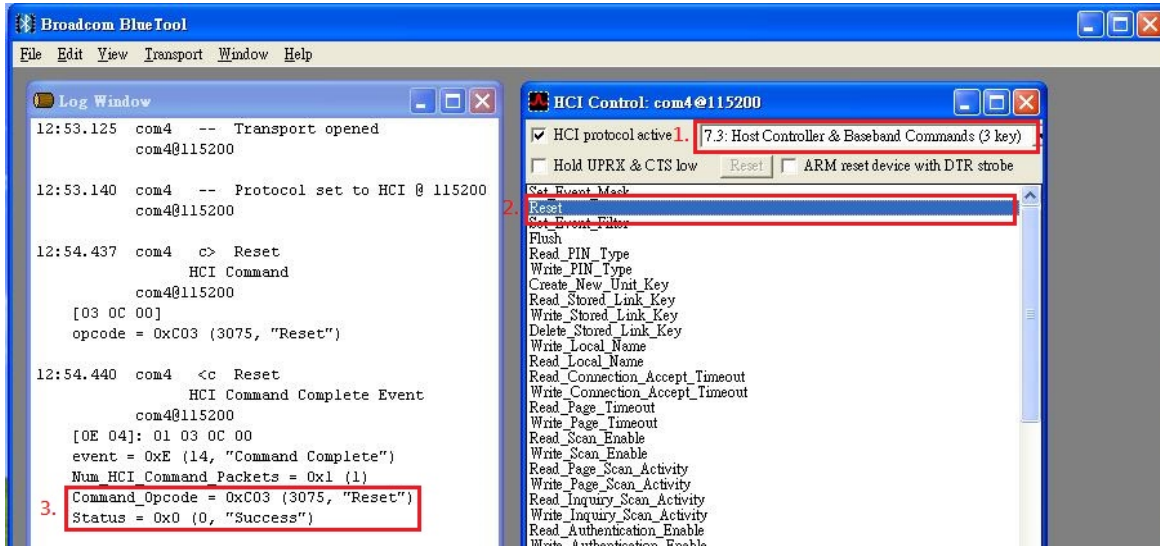 Broadcom BlueTool
File Edit View Transport Window Help
Log Window
12:53.125 com4 -- Transport opened
com4@115200
12:53.140 com4 -- Protocol set to HCI @ 115200
com4@115200
12:54.437 com4 c> Reset
HCI Command
com4@115200
[03 0C 00]
opcode = 0xC03 (3075, "Reset")
12:54.440 com4 <c Reset
HCI Command Complete Event
com4@115200
[0E 04]: 01 03 0C 00
event = 0xE (14, "Command Complete")
Num_HCI_Command_Packets = 0x1 (1)
3.
Command_Opcode = 0xC03 (3075, "Reset")
Status = 0x0 (0, "Success")
HCI Control: com4@115200
HCI protocol active 1. 7.3: Host Controller & Baseband Commands (3 key)
Hold UPRX & CTS low Reset ARM reset device with DTR strobe
Set_Event_Mask
2. Reset
Set_Event_Filter
Flush
Read_PIN_Type
Write_PIN_Type
Create_New_Unit_Key
Read_Stored_Link_Key
Write_Stored_Link_Key
Delete_Stored_Link_Key
Write_Local_Name
Read_Local_Name
Read_Connection_Accept_Timeout
Write_Connection_Accept_Timeout
Read_Page_Timeout
Write_Page_Timeout
Read_Scan_Enable
Write_Scan_Enable
Read_Page_Scan_Activity
Write_Page_Scan_Activity
Read_Inquiry_Scan_Activity
Write_Inquiry_Scan_Activity
Read_Authentication_Enable
Write_Authentication_Enable